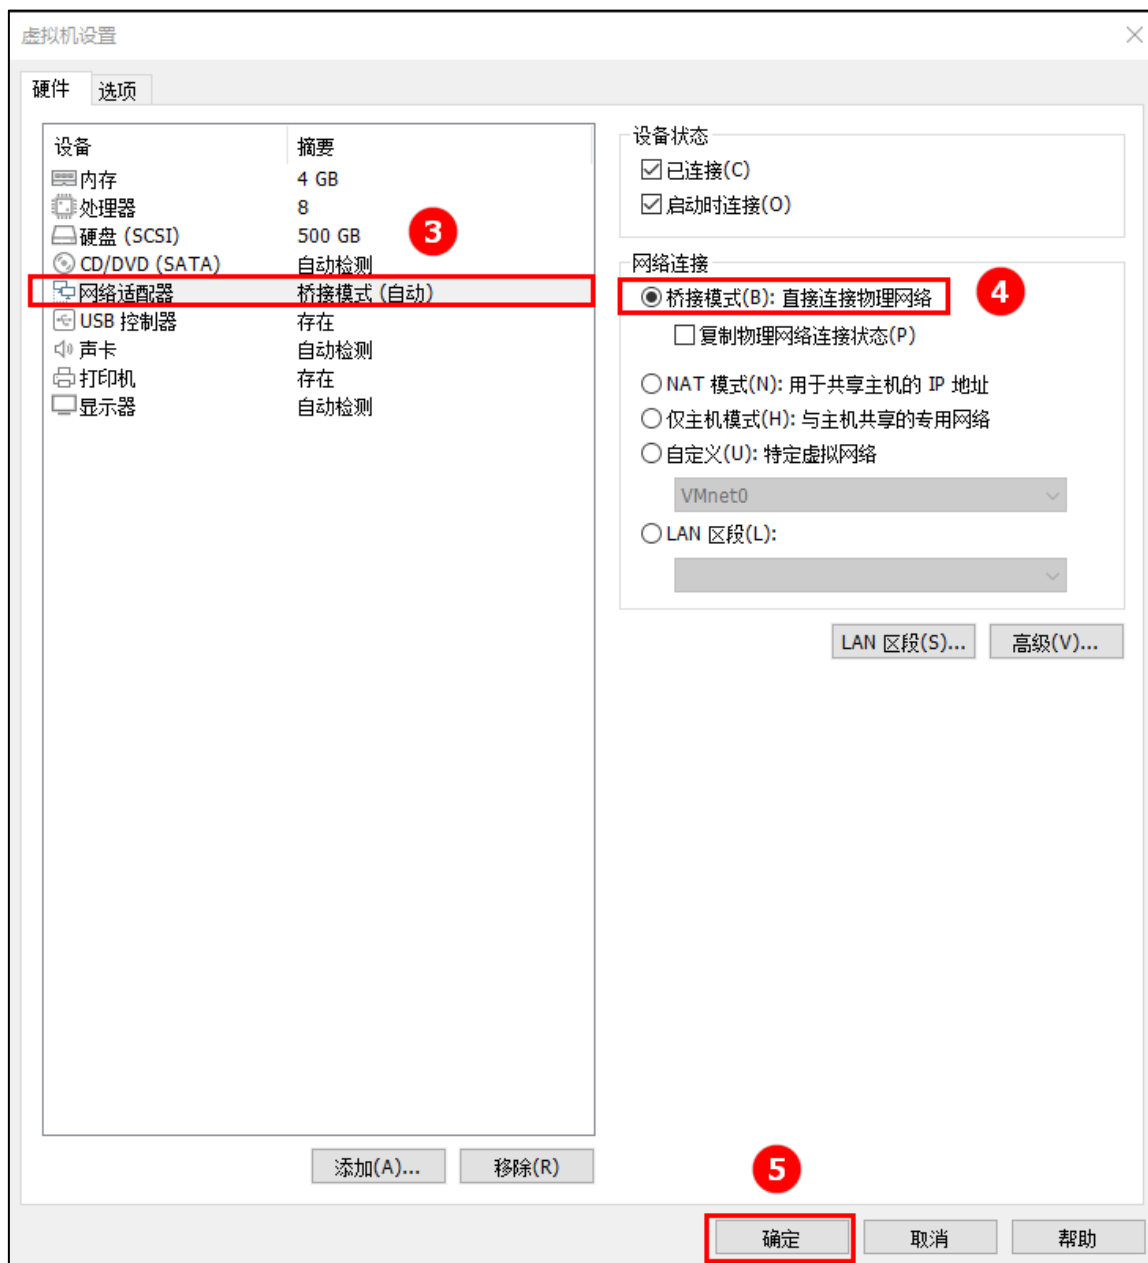 虚拟机设置
硬件 选项
设备 摘要
内存 4 GB
处理器 8
硬盘 (SCSI) 500 GB
3
CD/DVD (SATA) 自动检测
网络适配器 桥接模式 (自动)
USB 控制器 存在
声卡 自动检测
打印机 存在
显示器 自动检测
添加(A)... 移除(R)
设备状态
已连接(C)
启动时连接(O)
网络连接
桥接模式(B): 直接连接物理网络
4
复制物理网络连接状态(P)
NAT 模式(N): 用于共享主机的 IP 地址
仅主机模式(H): 与主机共享的专用网络
自定义(U): 特定虚拟网络
VMnet0
LAN 区段(L):
LAN 区段(S)... 高级(V)...
5
确定 取消 帮助